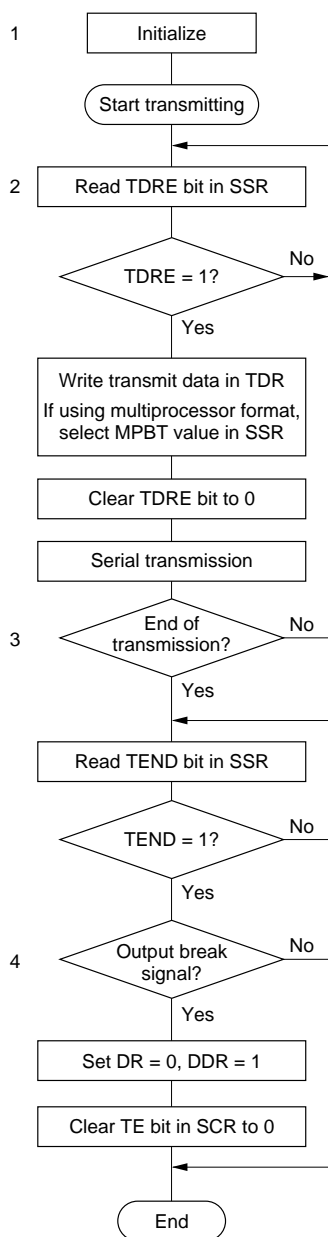 1
Initialize
Start transmitting
2
Read TDRE bit in SSR
TDRE = 1?
No
Yes
Write transmit data in TDR
If using multiprocessor format,
select MPBT value in SSR
Clear TDRE bit to 0
Serial transmission
3
End of
transmission?
No
Yes
Read TEND bit in SSR
TEND = 1?
No
Yes
4
Output break
signal?
No
Yes
Set DR = 0, DDR = 1
Clear TE bit in SCR to 0
End